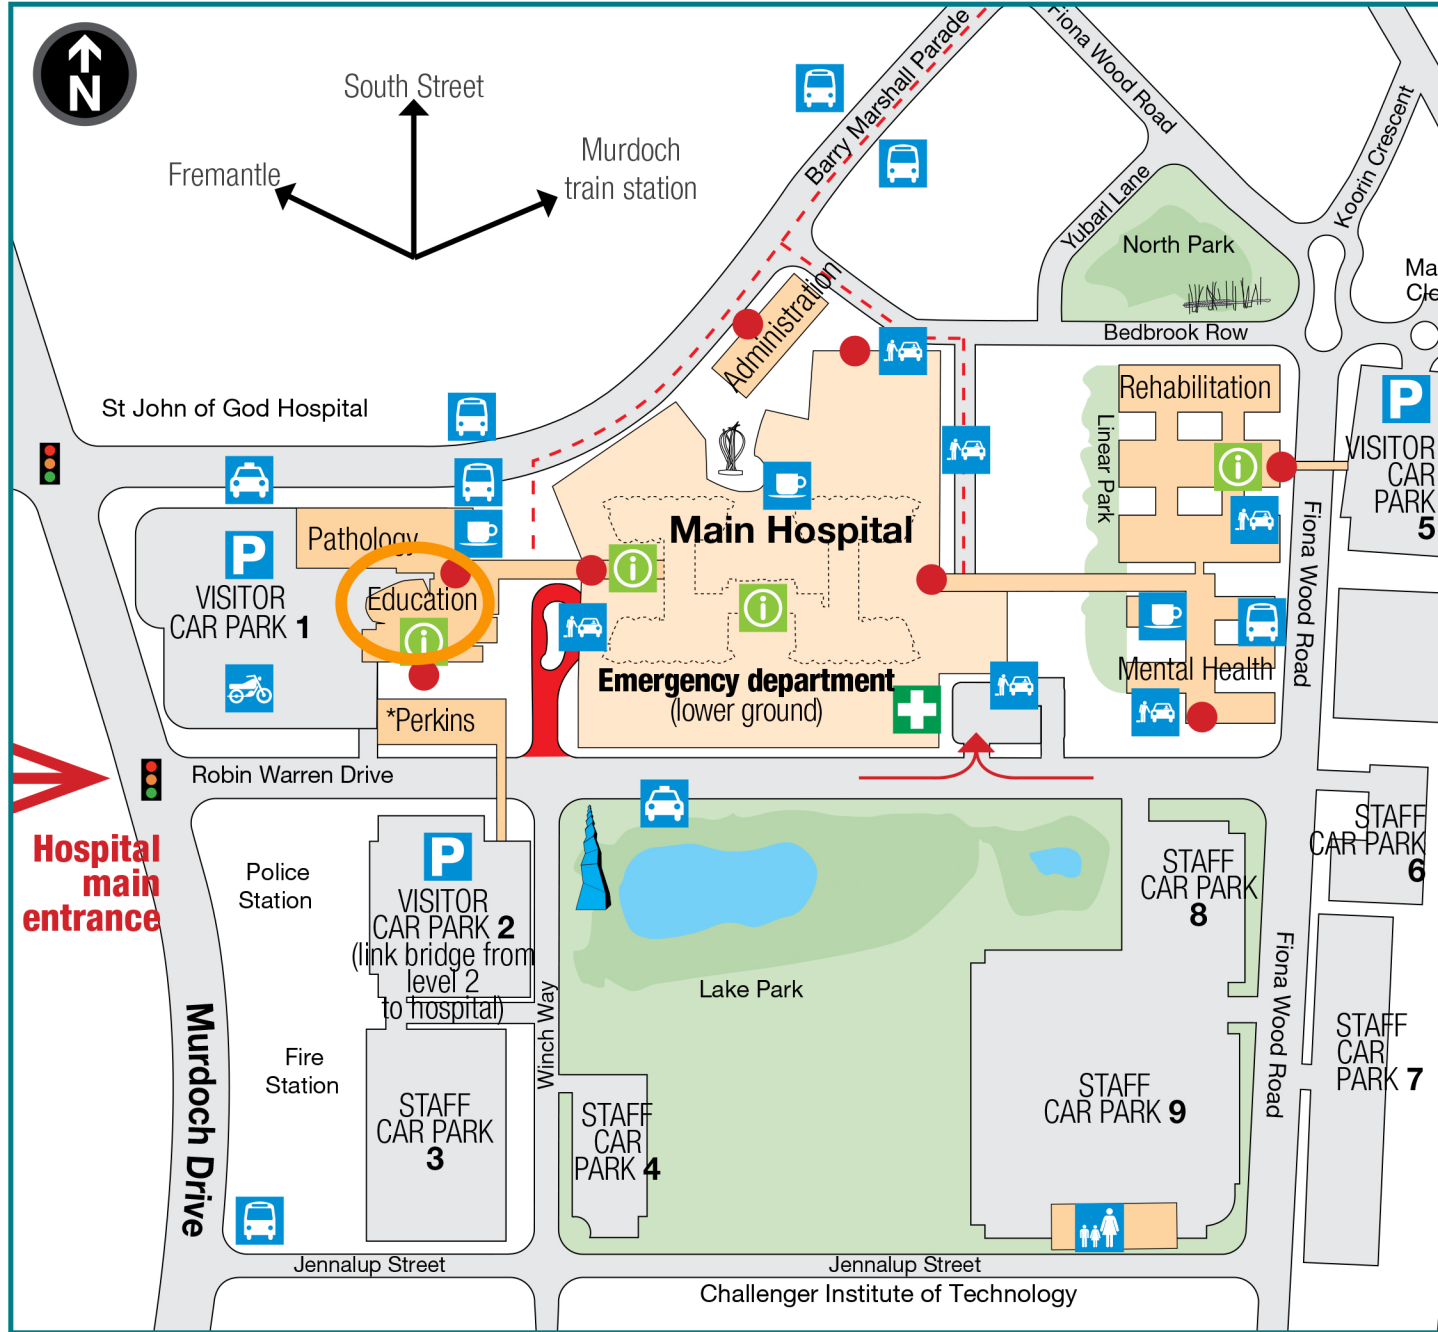 N
South Street
Fremantle
Murdoch
train station
Barry Marshall Parade
Fiona Wood Road
Koorin Crescent
Yubarl Lane
North Park
Ma
Cle
Bedbrook Row
Administration
St John of God Hospital
Rehabilitation
Linear Park
P
VISITOR
CAR
PARK
5
Fiona Wood Road
Pathology
Main Hospital
P
VISITOR
CAR PARK 1
Education
i
i
i
i
Emergency department
(lower ground)
Mental Health
*Perkins
Robin Warren Drive
Hospital
main
entrance
Police
Station
P
VISITOR
CAR PARK 2
(link bridge from
level 2
to hospital)
STAFF
CAR PARK
8
STAFF
CAR PARK
6
Lake Park
Winch Way
Fiona Wood Road
Murdoch Drive
Fire
Station
STAFF
CAR PARK
3
STAFF
CAR
PARK 4
STAFF
CAR PARK 9
STAFF
CAR
PARK 7
Jennalup Street
Jennalup Street
Challenger Institute of Technology